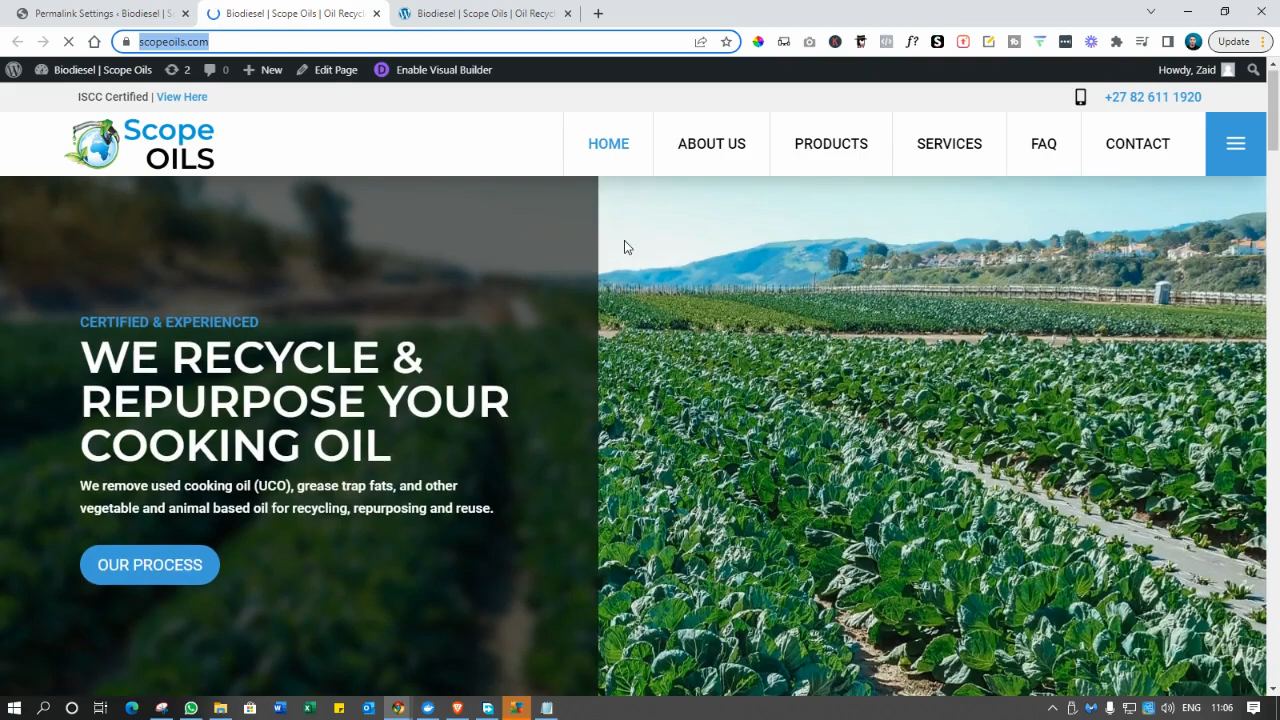 Permalink Settings ‹ Biodiesel | S
Biodiesel | Scope Oils | Oil Recycl
Biodiesel | Scope Oils | Oil Recycl
scopeoils.com
Update
Biodiesel | Scope Oils
2
0
New
Edit Page
D
Enable Visual Builder
Howdy, Zaid
ISCC Certified | View Here
+27 82 611 1920
Scope
OILS
HOME
ABOUT US
PRODUCTS
SERVICES
FAQ
CONTACT
CERTIFIED & EXPERIENCED
WE RECYCLE &
REPURPOSE YOUR
COOKING OIL
We remove used cooking oil (UCO), grease trap fats, and other
vegetable and animal based oil for recycling, repurposing and reuse.
OUR PROCESS
ENG
11:06